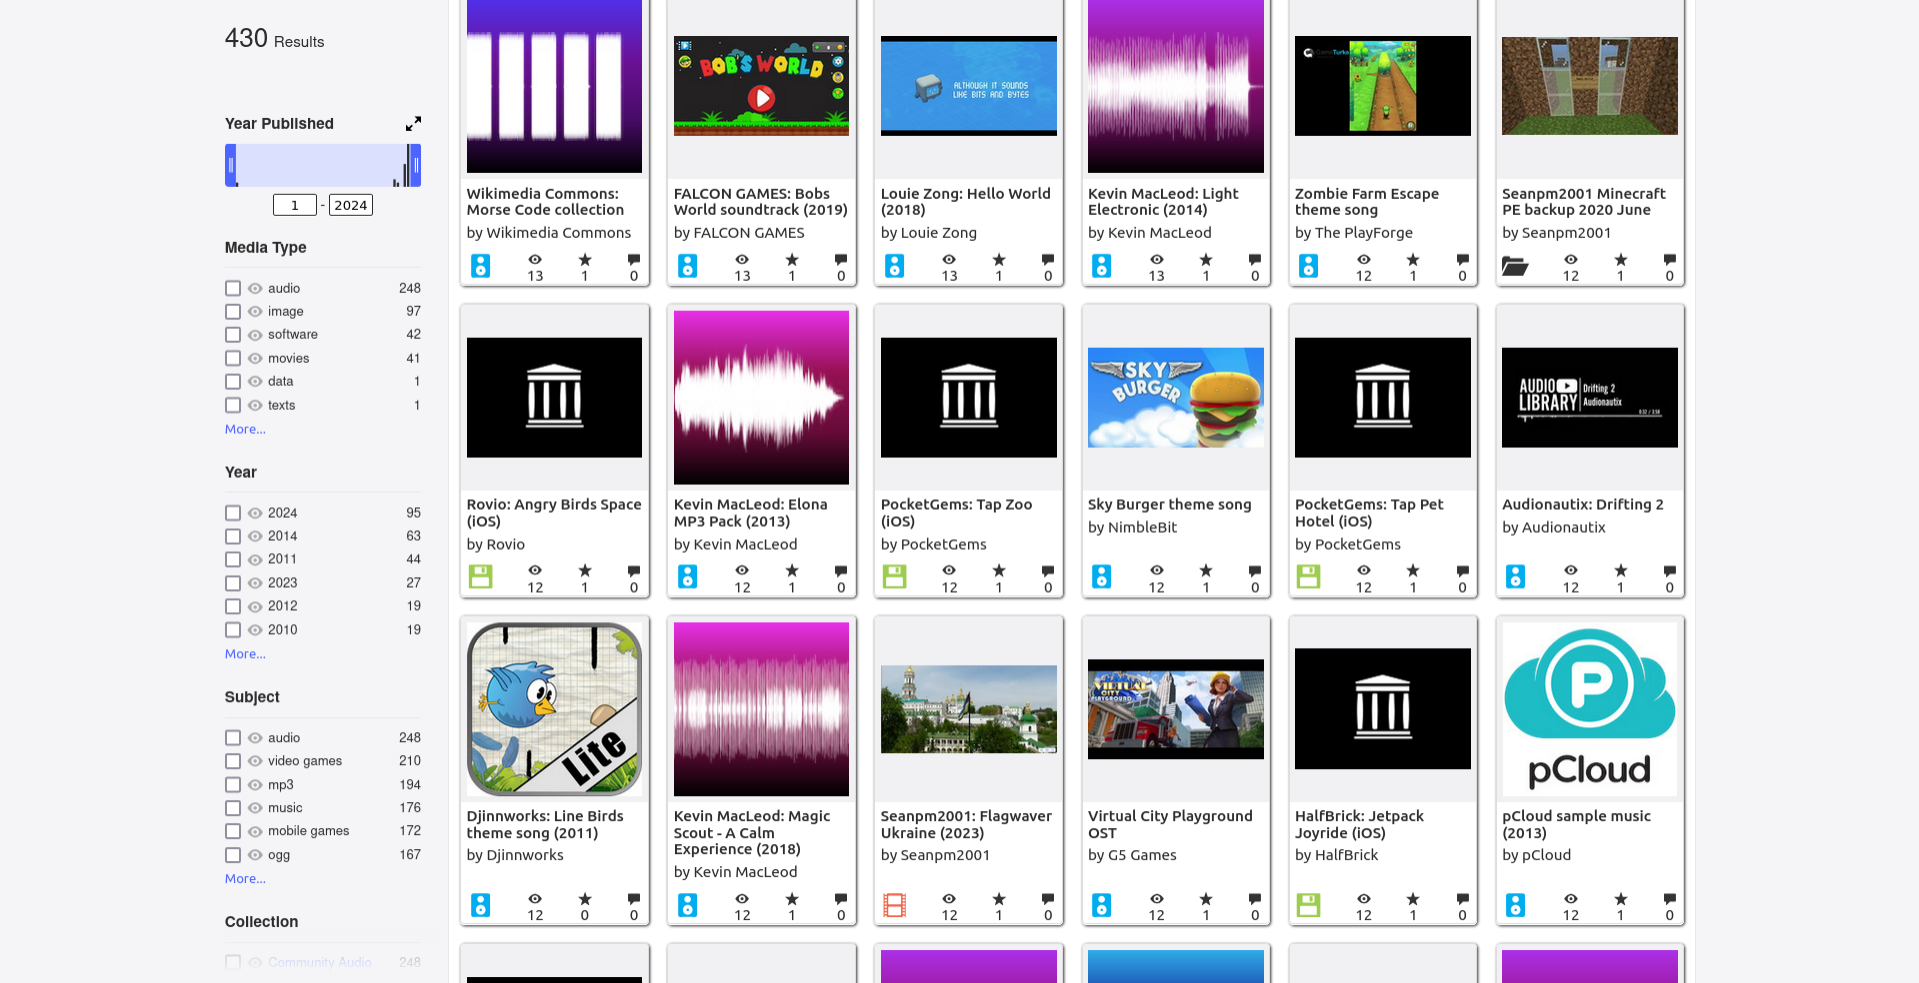 430 Results
Year Published
1 - 2024
Media Type
audio 248
image 97
software 42
movies 41
data 1
texts 1
More...
Year
2024 95
2014 63
2011 44
2023 27
2012 19
2010 19
More...
Subject
audio 248
video games 210
mp3 194
music 176
mobile games 172
ogg 167
More...
Collection
Community Audio 248
Wikimedia Commons:
Morse Code collection
by Wikimedia Commons
13 1 0
BOB'S WORLD
FALCON GAMES: Bobs
World soundtrack (2019)
by FALCON GAMES
13 1 0
ALTHOUGH IT SOUNDS
LIKE BITS AND BYTES
Louie Zong: Hello World
(2018)
by Louie Zong
13 1 0
Kevin MacLeod: Light
Electronic (2014)
by Kevin MacLeod
13 1 0
Zombie Farm Escape
theme song
by The PlayForge
12 1 0
Seanpm2001 Minecraft
PE backup 2020 June
by Seanpm2001
12 1 0
Rovio: Angry Birds Space
(iOS)
by Rovio
12 1 0
Kevin MacLeod: Elona
MP3 Pack (2013)
by Kevin MacLeod
12 1 0
PocketGems: Tap Zoo
(iOS)
by PocketGems
12 1 0
SKY
BURGER
Sky Burger theme song
by NimbleBit
12 1 0
PocketGems: Tap Pet
Hotel (iOS)
by PocketGems
12 1 0
AUDIO
LIBRARY
Drifting 2
Audionautix
Audionautix: Drifting 2
by Audionautix
12 1 0
Lite
Djinnworks: Line Birds
theme song (2011)
by Djinnworks
12 0 0
Kevin MacLeod: Magic
Scout - A Calm
Experience (2018)
by Kevin MacLeod
12 1 0
Seanpm2001: Flagwaver
Ukraine (2023)
by Seanpm2001
12 1 0
VIRTUAL
CITY
PLAYGROUND
Virtual City Playground
OST
by G5 Games
12 1 0
HalfBrick: Jetpack
Joyride (iOS)
by HalfBrick
12 1 0
P
pCloud
pCloud sample music
(2013)
by pCloud
12 1 0